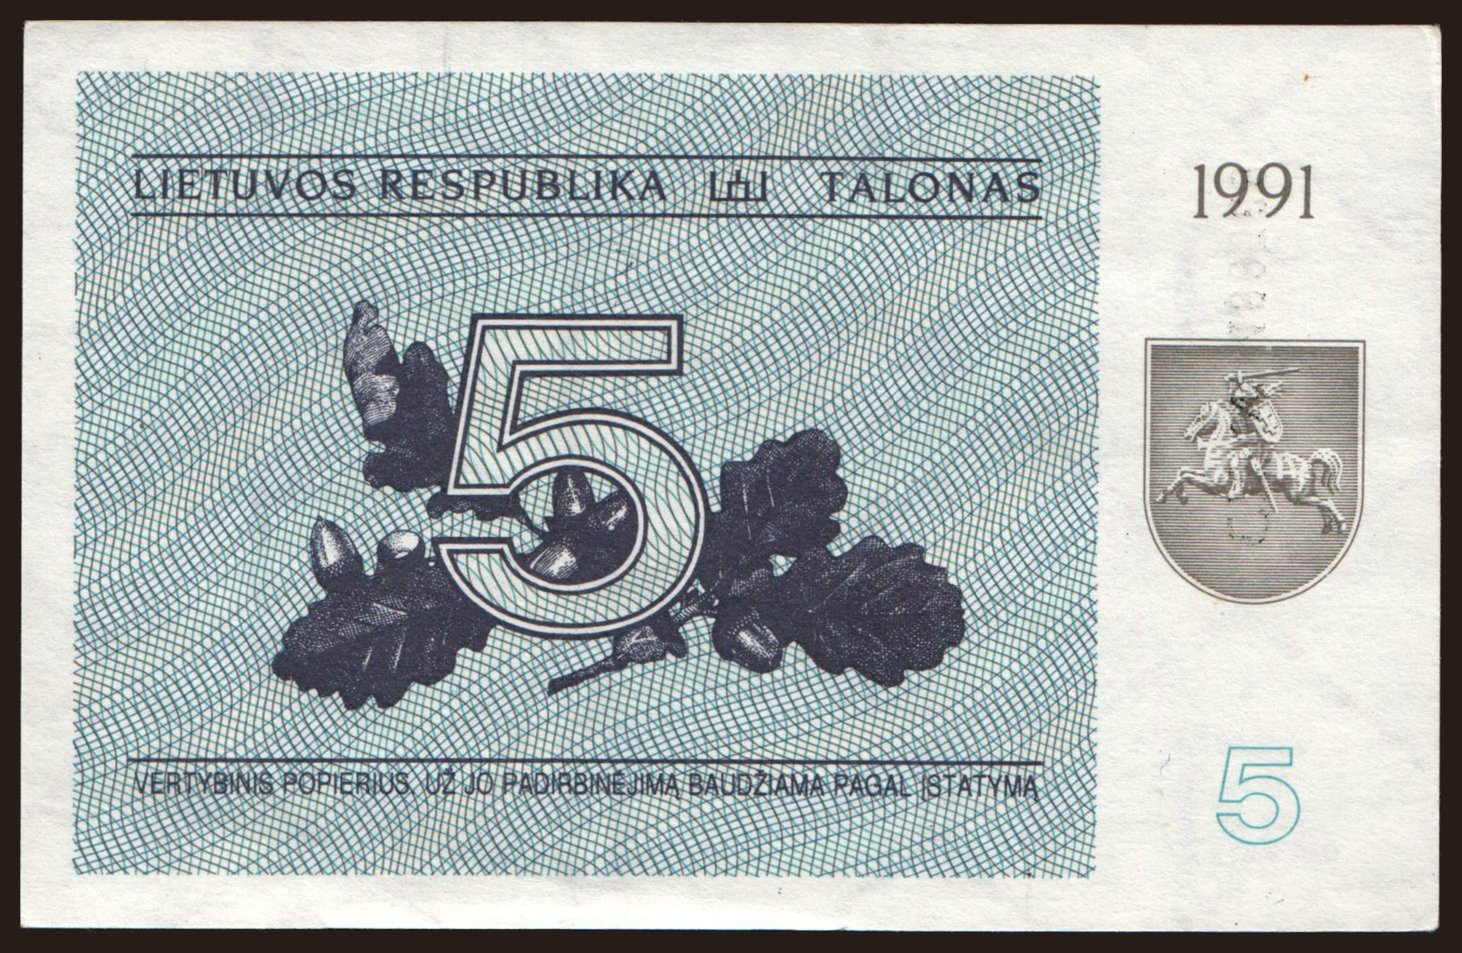 LIETUVOS RESPUBLIKA TALONAS
1991
5
VERTYBINIS POPIERIUS. UŽ JO PADIRBINĖJIMĄ BAUDŽIAMA PAGAL ĮSTATYMĄ
5